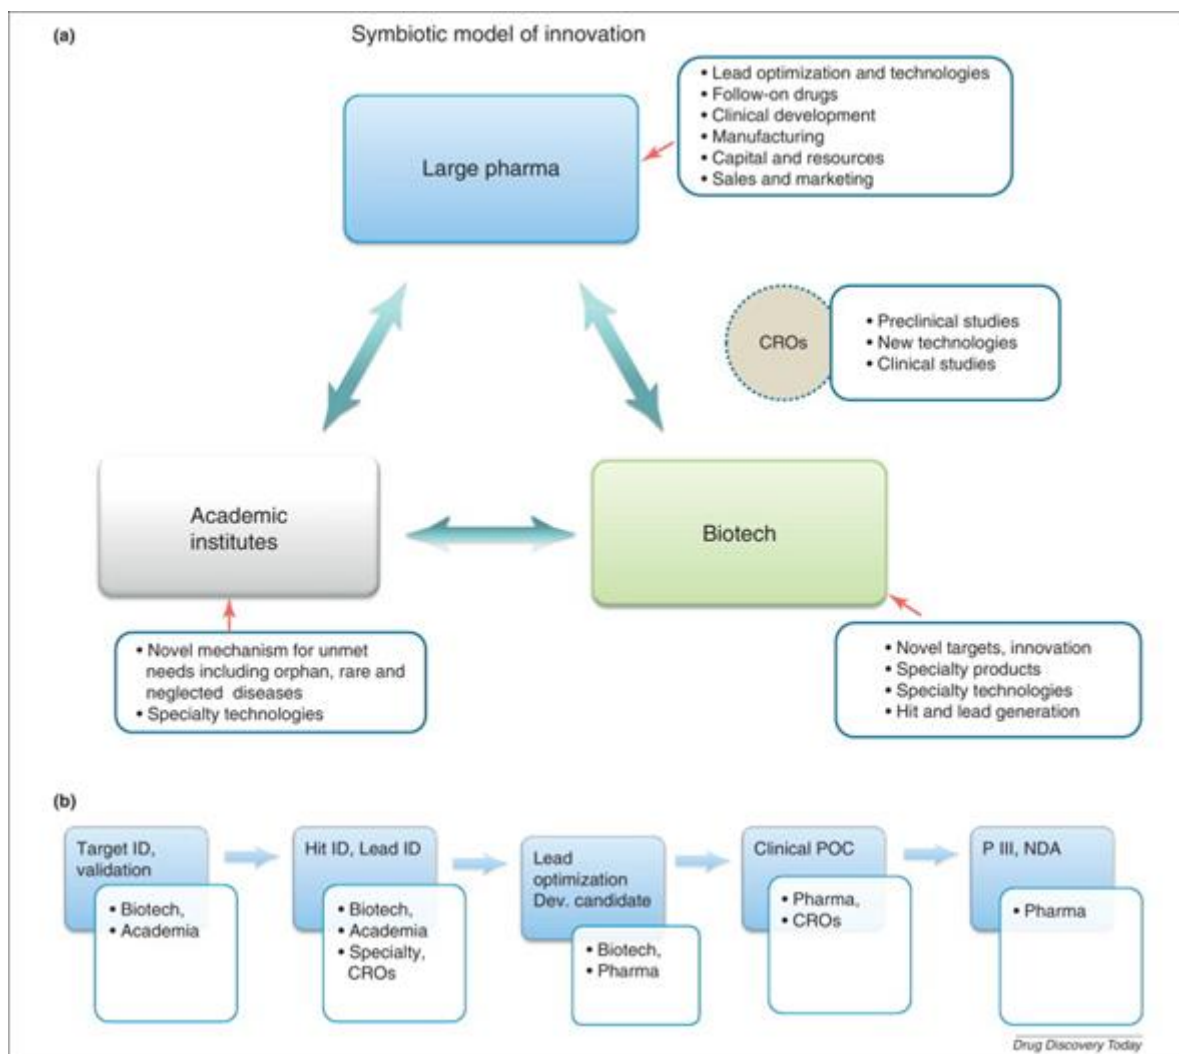 (a)
Symbiotic model of innovation
• Lead optimization and technologies
• Follow-on drugs
• Clinical development
• Manufacturing
• Capital and resources
• Sales and marketing
Large pharma
CROs
• Preclinical studies
• New technologies
• Clinical studies
Academic
institutes
Biotech
• Novel mechanism for unmet
needs including orphan, rare and
neglected diseases
• Specialty technologies
• Novel targets, innovation
• Specialty products
• Specialty technologies
• Hit and lead generation
(b)
Target ID,
validation
• Biotech,
• Academia
Hit ID, Lead ID
• Biotech,
• Academia
• Specialty,
CROs
Lead
optimization
Dev. candidate
• Biotech,
• Pharma
Clinical POC
• Pharma,
• CROs
P III, NDA
• Pharma
Drug Discovery Today